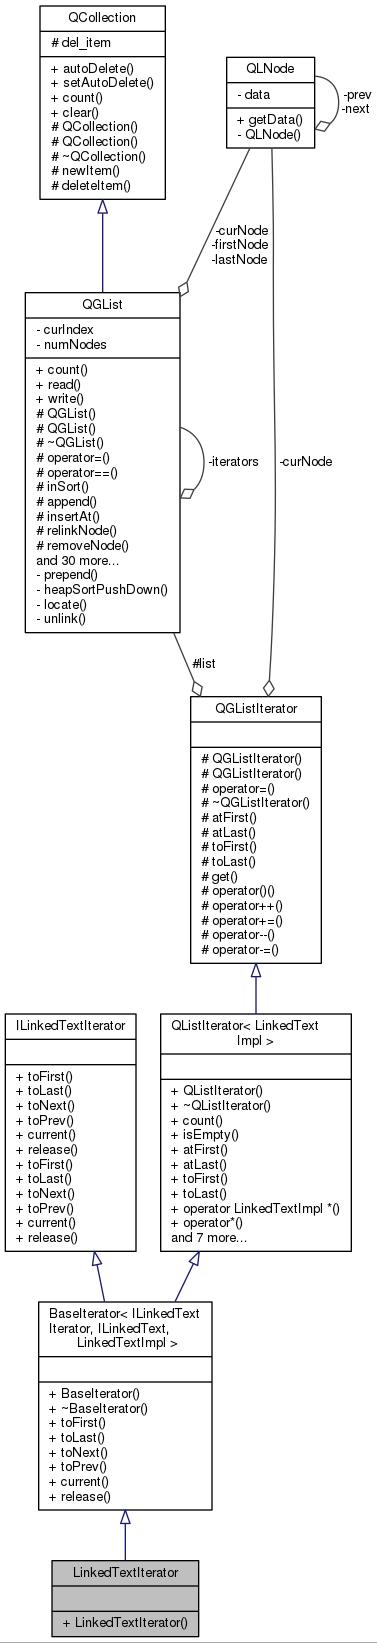 QCollection
# del_item
+ autoDelete()
+ setAutoDelete()
+ count()
+ clear()
# QCollection()
# QCollection()
# ~QCollection()
# newItem()
# deleteItem()
QLNode
- data
+ getData()
- QLNode()
-prev
-next
-curNode
-firstNode
-lastNode
QGList
- curIndex
- numNodes
+ count()
+ read()
+ write()
# QGList()
# QGList()
# ~QGList()
# operator=()
# operator==()
# inSort()
# append()
# insertAt()
# relinkNode()
# removeNode()
and 30 more...
- prepend()
- heapSortPushDown()
- locate()
- unlink()
-iterators
-curNode
#list
QGListIterator
# QGListIterator()
# QGListIterator()
# operator=()
# ~QGListIterator()
# atFirst()
# atLast()
# toFirst()
# toLast()
# get()
# operator()()
# operator++()
# operator+=()
# operator--()
# operator-=()
ILinkedTextIterator
+ toFirst()
+ toLast()
+ toNext()
+ toPrev()
+ current()
+ release()
+ toFirst()
+ toLast()
+ toNext()
+ toPrev()
+ current()
+ release()
QListIterator< LinkedText
Impl >
+ QListIterator()
+ ~QListIterator()
+ count()
+ isEmpty()
+ atFirst()
+ atLast()
+ toFirst()
+ toLast()
+ operator LinkedTextImpl *()
+ operator*()
and 7 more...
BaseIterator< ILinkedText
Iterator, ILinkedText,
LinkedTextImpl >
+ BaseIterator()
+ ~BaseIterator()
+ toFirst()
+ toLast()
+ toNext()
+ toPrev()
+ current()
+ release()
LinkedTextIterator
+ LinkedTextIterator()